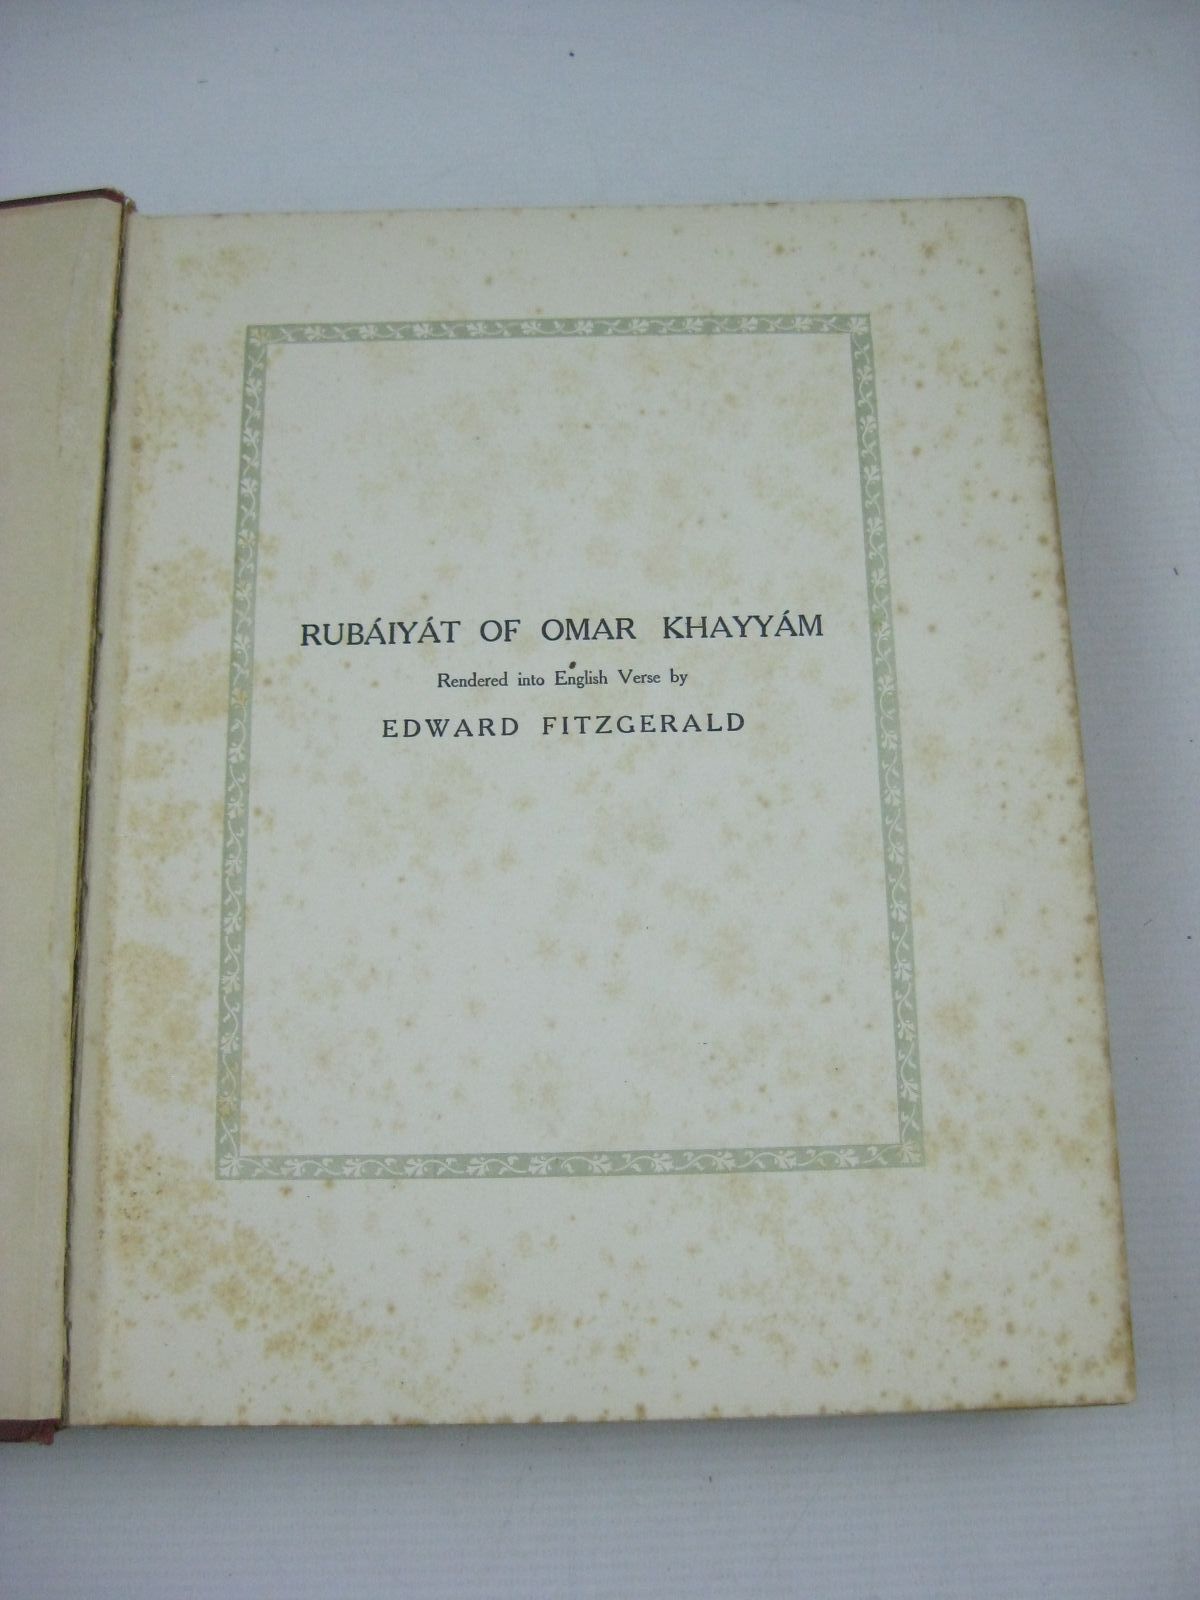 RUBÁIYÁT OF OMAR KHAYYÁM
Rendered into English Verse by
EDWARD FITZGERALD